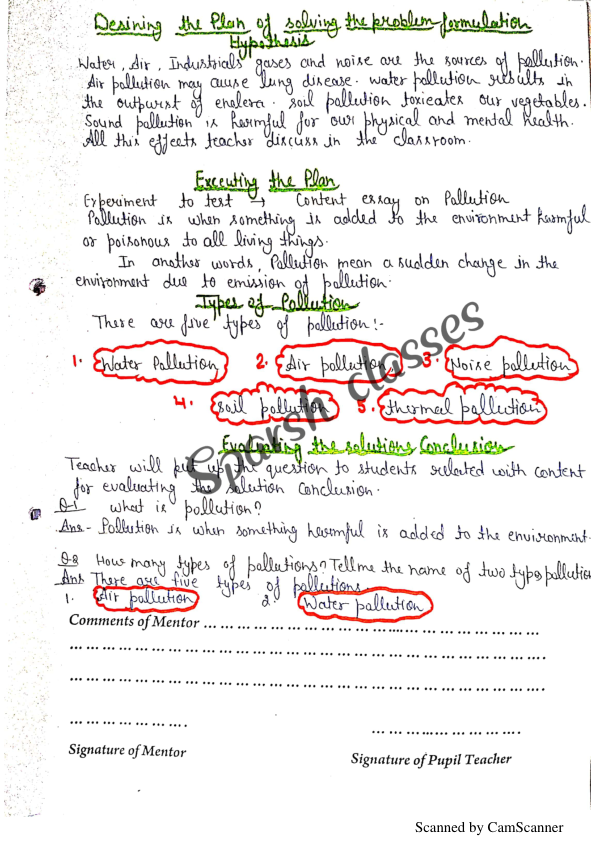 Desining the Plan of solving the problem formulation
Hypothesis
Water, Air, Industrials gases and noise are the sources of pollution.
Air pollution may cause lung disease. water pollution results in
the outpurst of enolera. soil pollution toxicates our vegetables.
Sound pollution is harmful for our physical and mental health.
All this effects teacher discuss in the classroom.
Executing the Plan
Experiment to test → Content essay on Pollution
Pollution is when something is added to the environment harmful
or poisonous to all living things.
In another words, Pollution mean a sudden change in the
environment due to emission of pollution.
Types of Pollution
There are five types of pollution:-
1. Water Pollution 2. Air pollution 3. Noise pollution
4. soil pollution 5. thermal pollution
Sparsh classes
Evaluating the solutions Conclusion
Teacher will put up the question to students related with content
for evaluating the solution conclusion.
Q-1 what is pollution?
Ans- Pollution is when something harmful is added to the environment.
Q2 How many types of pollutions? Tell me the name of two types pollution
Ans There are five types of pollutions
1. Air pollution 2. Water pollution
Comments of Mentor
Signature of Mentor Signature of Pupil Teacher
Scanned by CamScanner